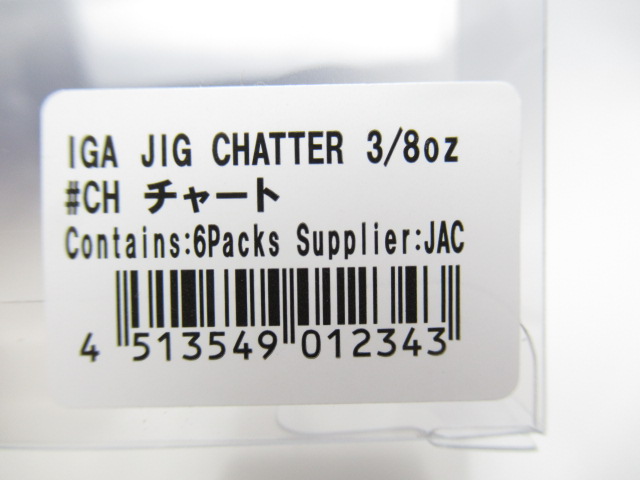 IGA JIG CHATTER 3/8oz
#CH チャート
Contains:6Packs Supplier:JAC
4 513549 012343